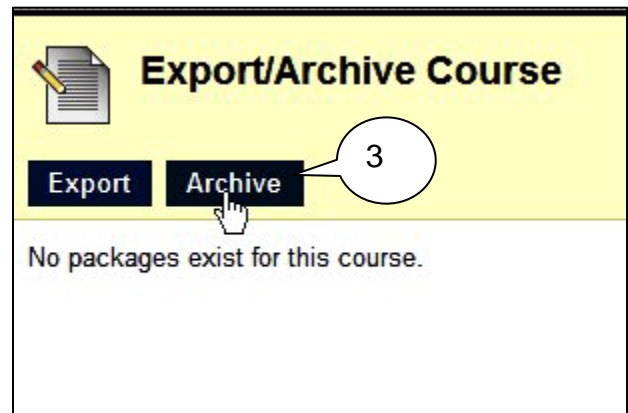 Export/Archive Course
3
Export Archive
No packages exist for this course.